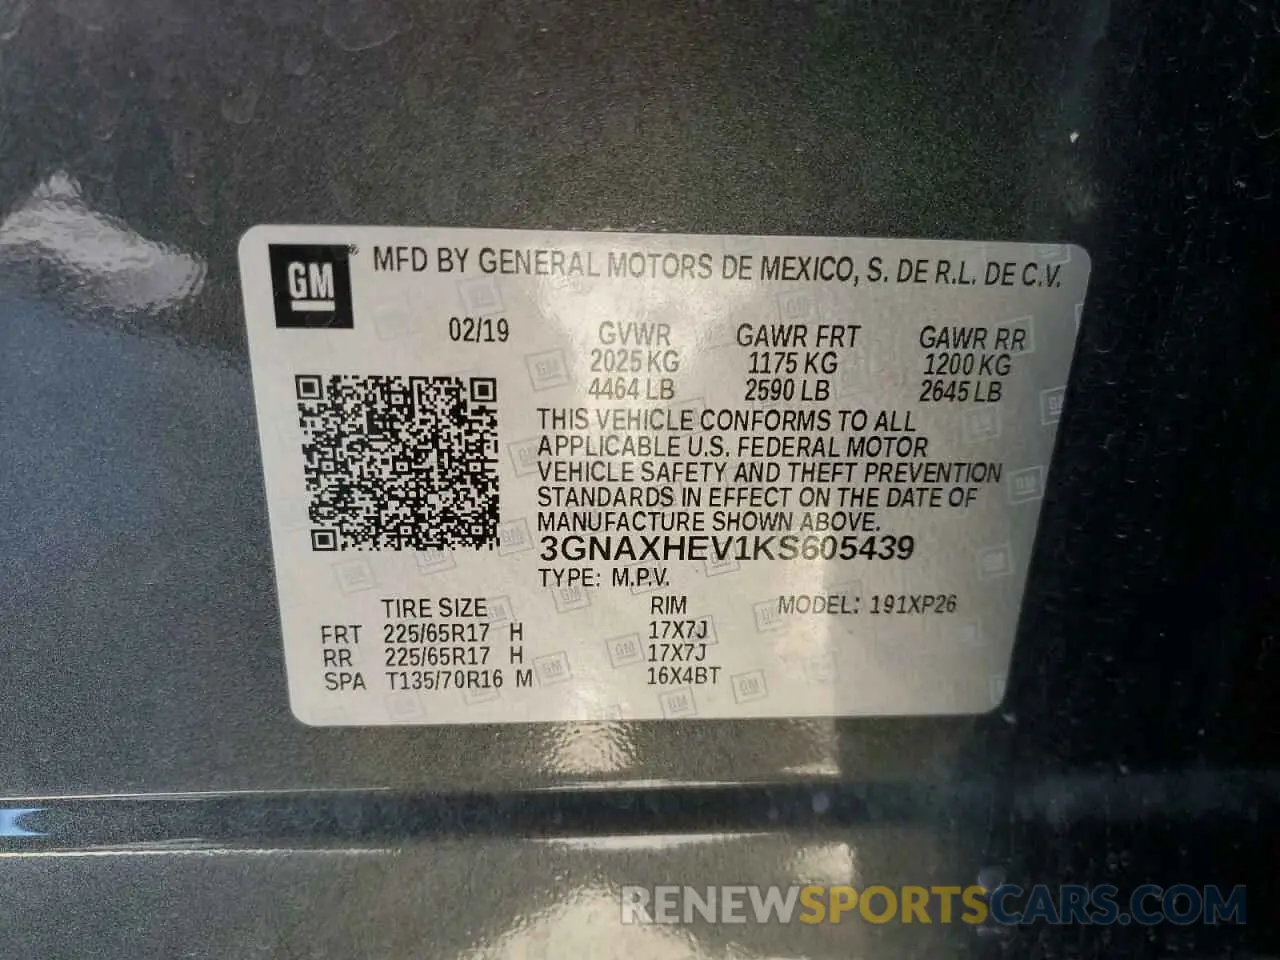 GM ® MFD BY GENERAL MOTORS DE MEXICO, S. DE R.L. DE C.V.
02/19 GVWR GAWR FRT GAWR RR
2025 KG 1175 KG 1200 KG
4464 LB 2590 LB 2645 LB
THIS VEHICLE CONFORMS TO ALL
APPLICABLE U.S. FEDERAL MOTOR
VEHICLE SAFETY AND THEFT PREVENTION
STANDARDS IN EFFECT ON THE DATE OF
MANUFACTURE SHOWN ABOVE.
3GNAXHEV1KS605439
TYPE: M.P.V.
TIRE SIZE RIM MODEL: 191XP26
FRT 225/65R17 H 17X7J
RR 225/65R17 H 17X7J
SPA T135/70R16 M 16X4BT
RENEWSPORTSCARS.COM